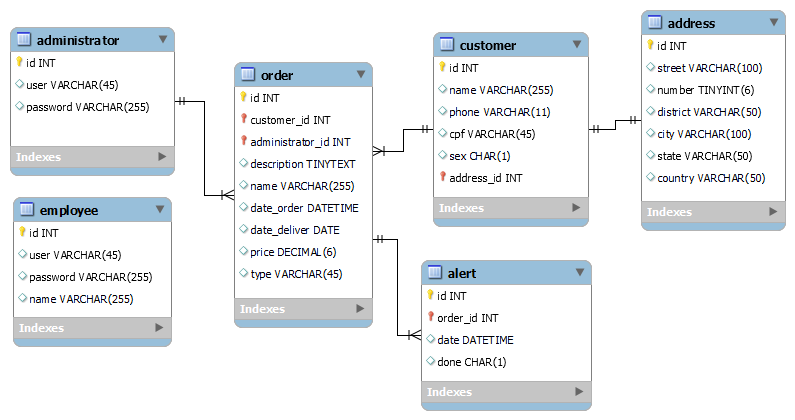 administrator
id INT
user VARCHAR(45)
password VARCHAR(255)
Indexes
employee
id INT
user VARCHAR(45)
password VARCHAR(255)
name VARCHAR(255)
Indexes
order
id INT
customer_id INT
administrator_id INT
description TINYTEXT
name VARCHAR(255)
date_order DATETIME
date_deliver DATE
price DECIMAL(6)
type VARCHAR(45)
Indexes
customer
id INT
name VARCHAR(255)
phone VARCHAR(11)
cpf VARCHAR(45)
sex CHAR(1)
address_id INT
Indexes
alert
id INT
order_id INT
date DATETIME
done CHAR(1)
Indexes
address
id INT
street VARCHAR(100)
number TINYINT(6)
district VARCHAR(50)
city VARCHAR(100)
state VARCHAR(50)
country VARCHAR(50)
Indexes